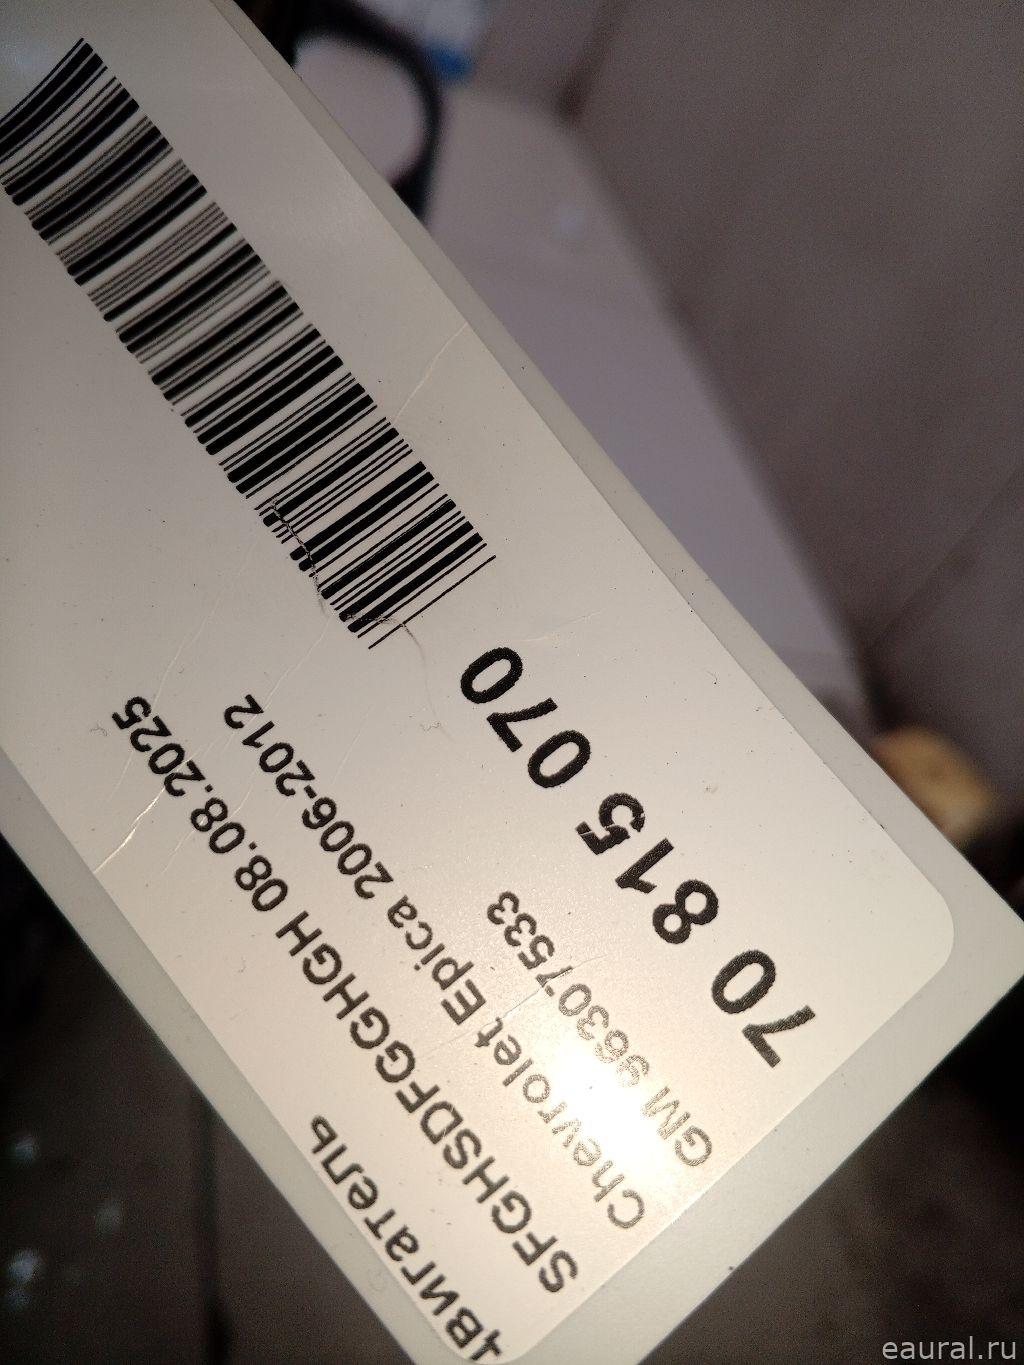 70 815 070
GM 96307533
Chevrolet Epica 2006-2012
SFGHSDFGGHGH 08.08.2025
Двигатель
eaural.ru